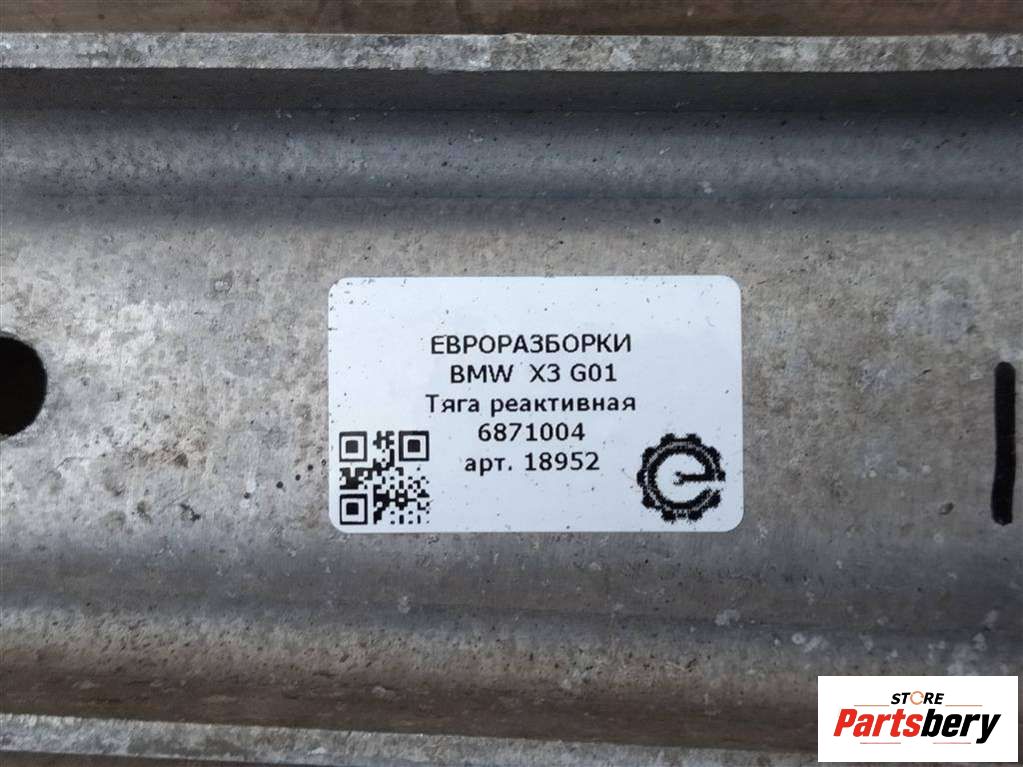 ЕВРОРАЗБОРКИ
BMW X3 G01
Тяга реактивная
6871004
арт. 18952
STORE
Partsbery